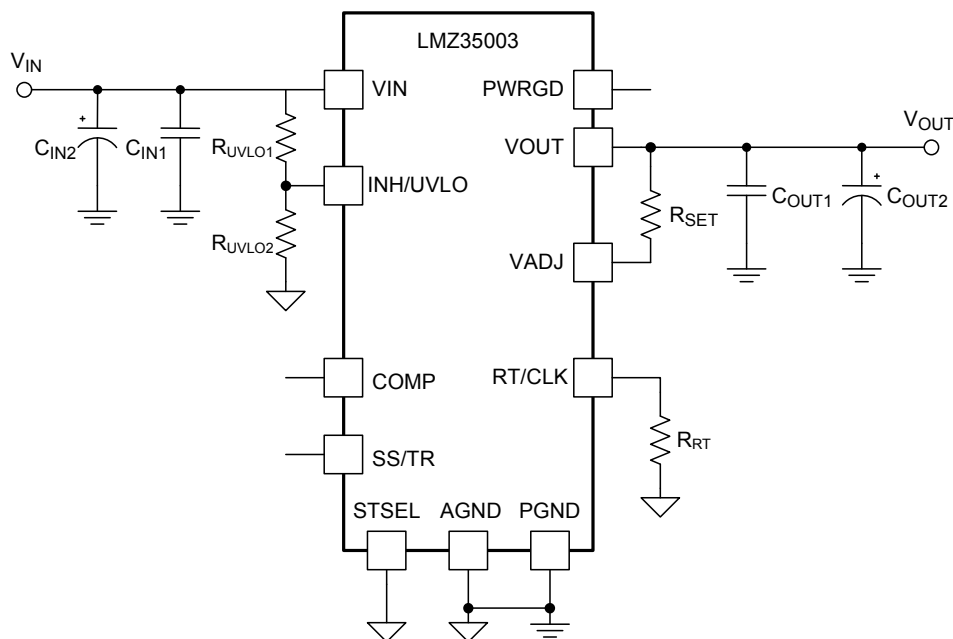 LMZ35003
V_IN
VIN
PWRGD
V_OUT
VOUT
+
C_IN2
C_IN1
R_UVLO1
INH/UVLO
+
C_OUT1
C_OUT2
R_SET
R_UVLO2
VADJ
COMP
RT/CLK
R_RT
SS/TR
STSEL
AGND
PGND